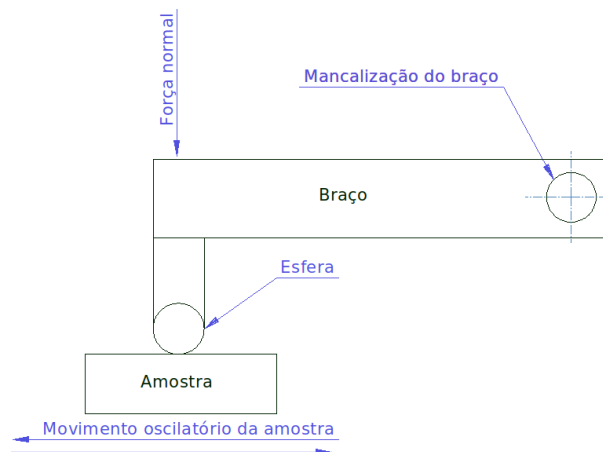 Força normal
Mancalização do braço
Braço
Esfera
Amostra
Movimento oscilatório da amostra